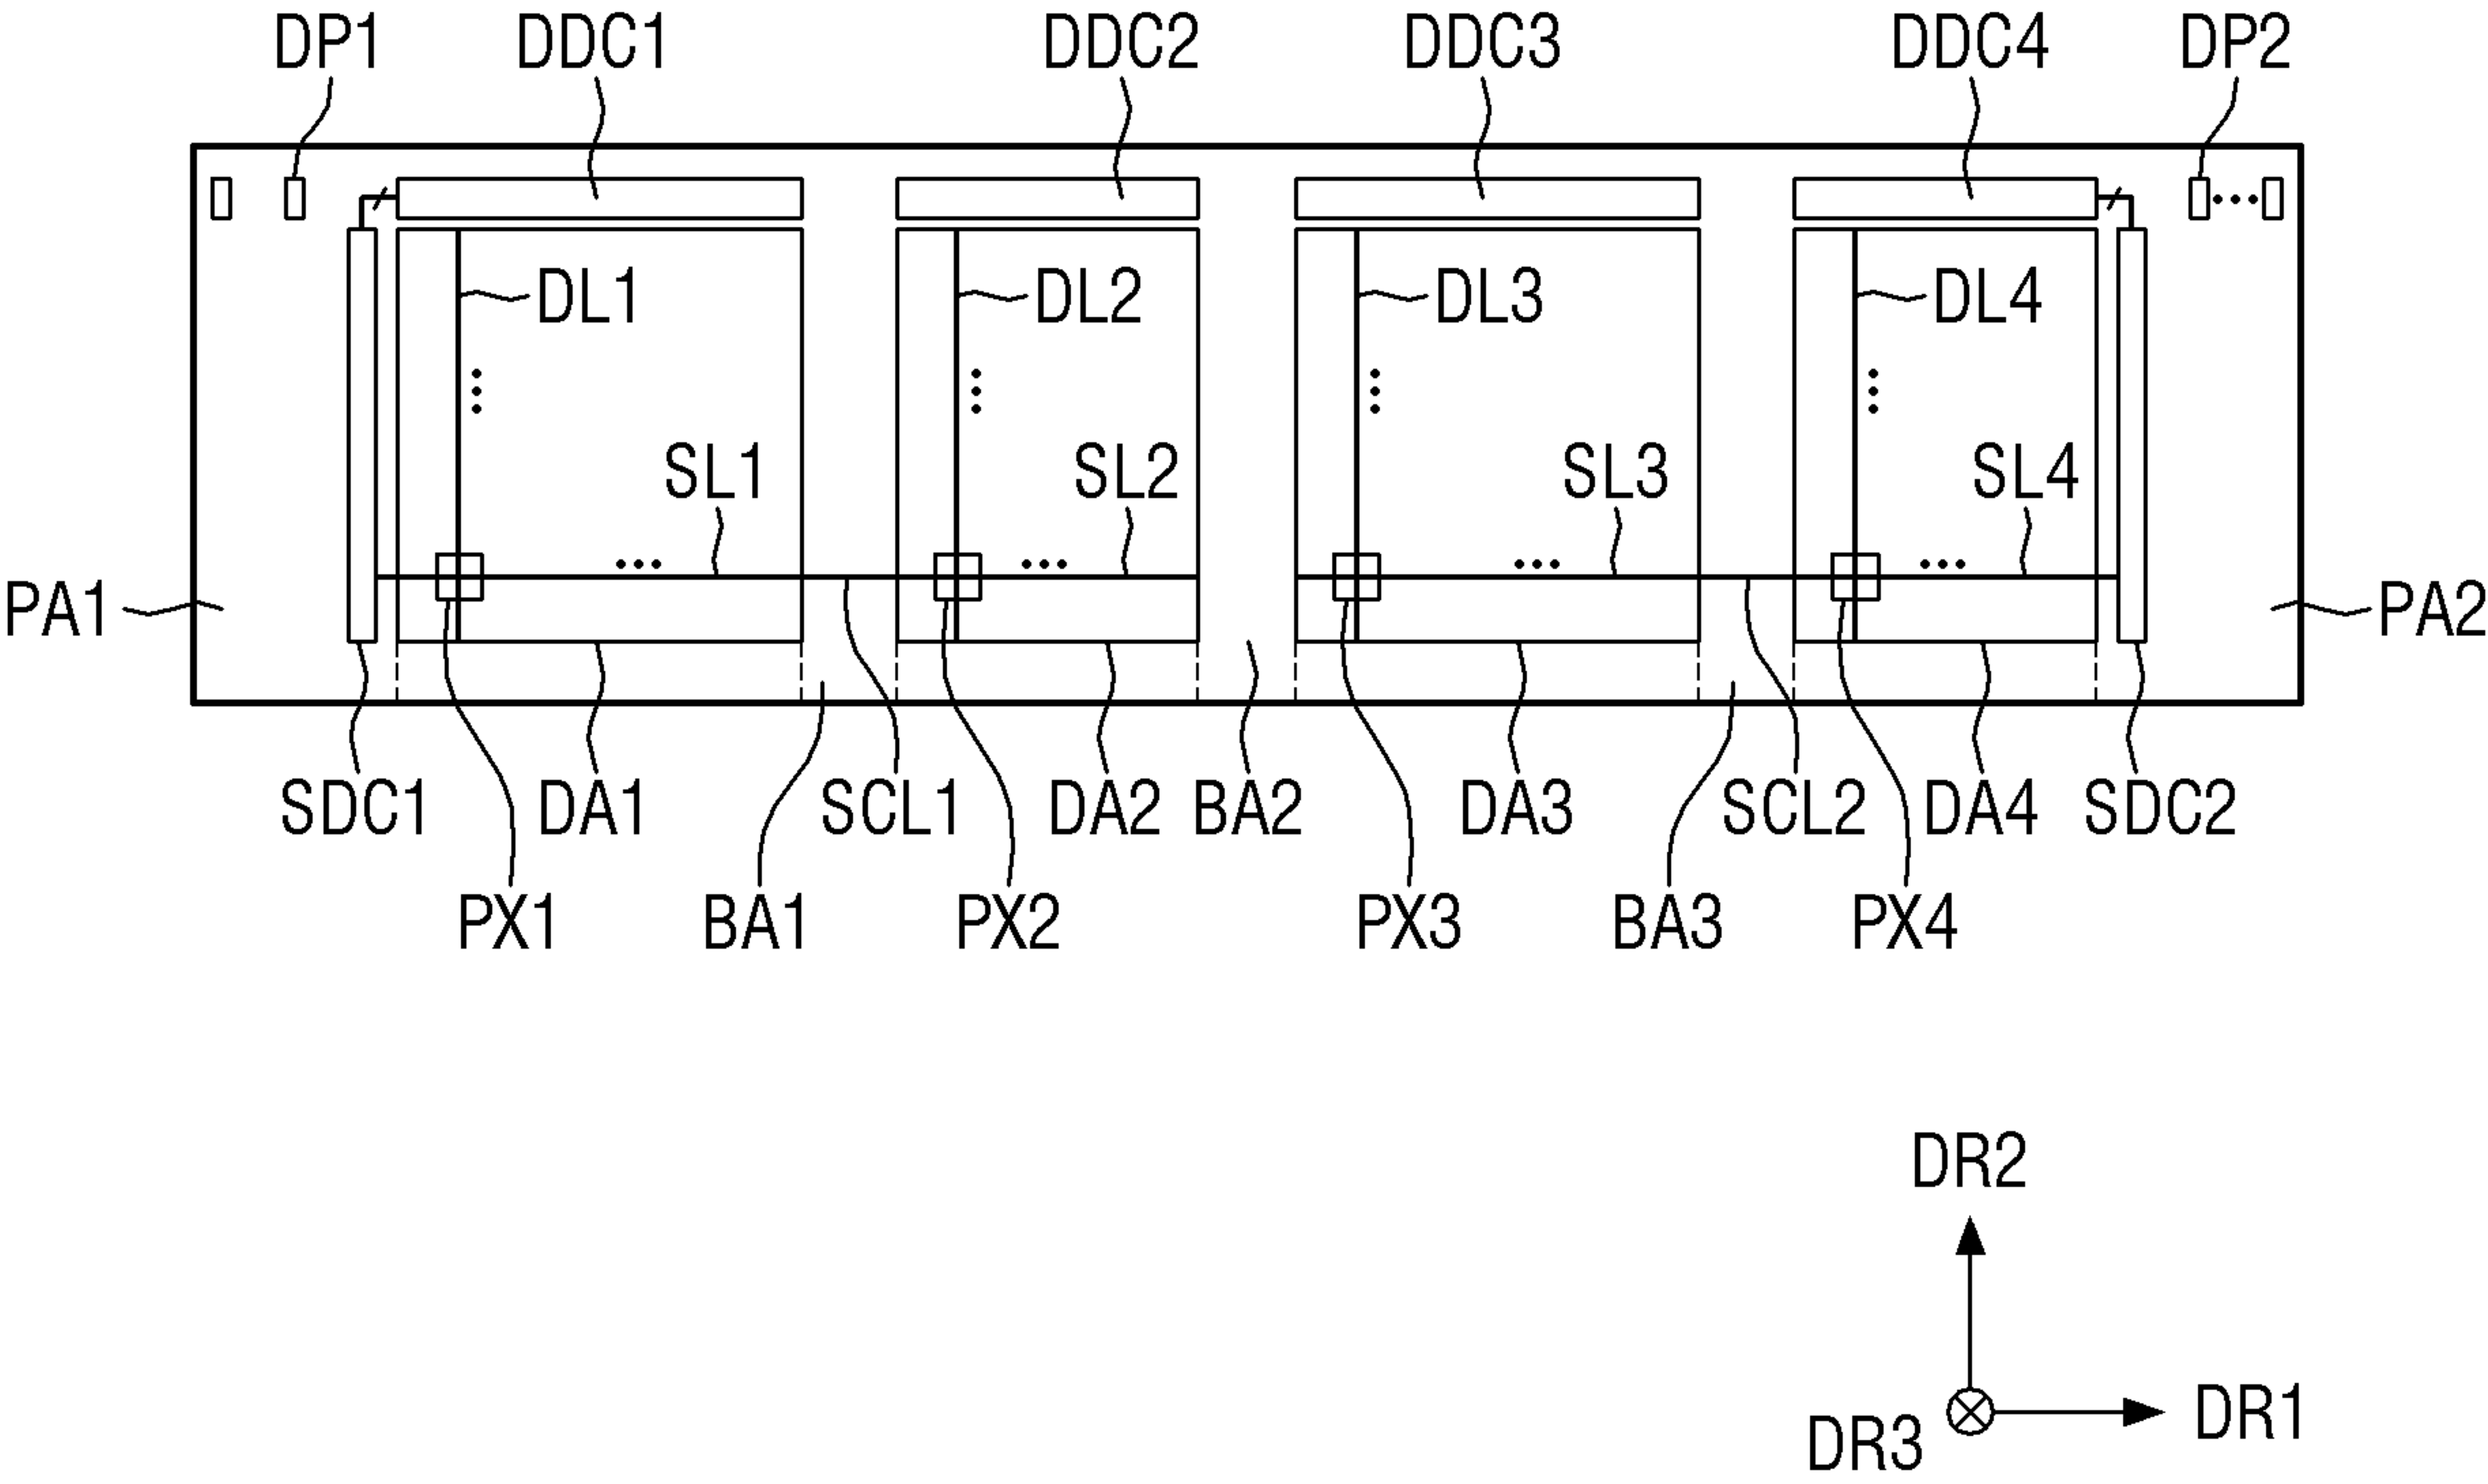 DP1 DDC1 DDC2 DDC3 DDC4 DP2
DL1 DL2 DL3 DL4
SL1 SL2 SL3 SL4
PA1 PA2
SDC1 DA1 SCL1 DA2 BA2 DA3 SCL2 DA4 SDC2
PX1 BA1 PX2 PX3 BA3 PX4
DR2
DR3 DR1